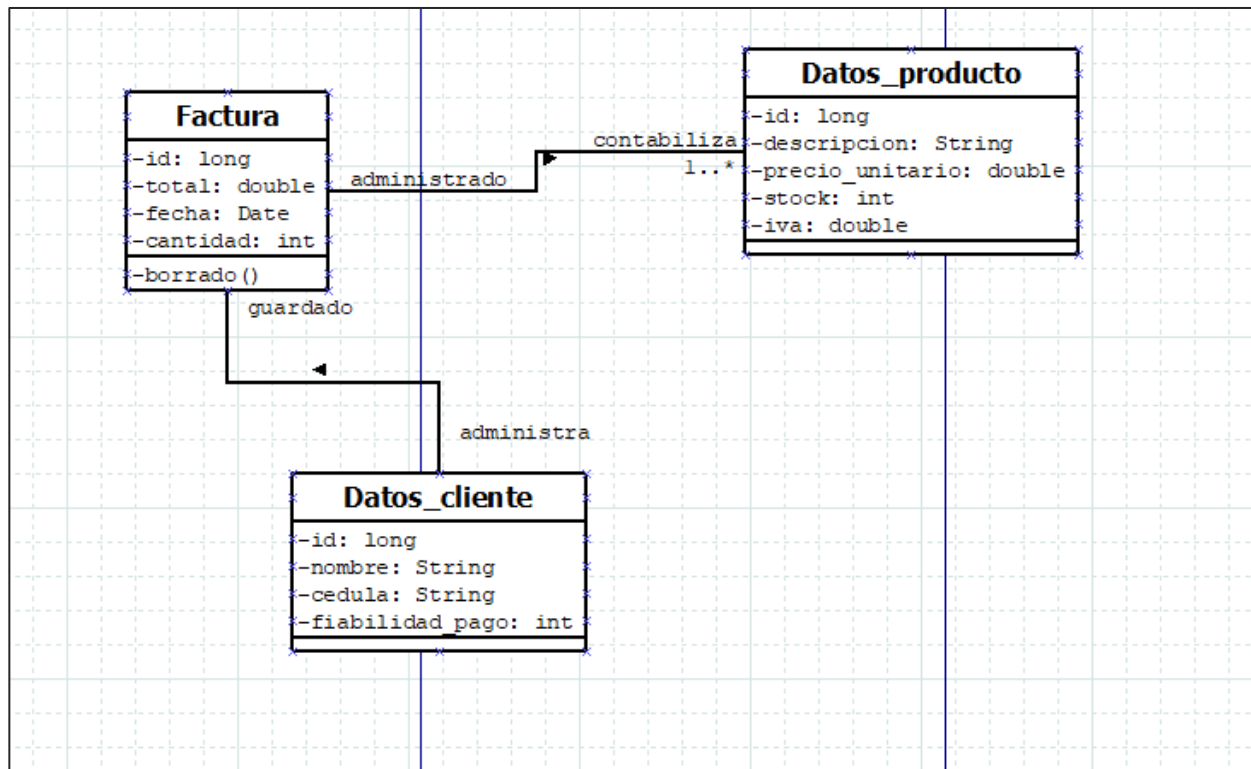 Factura
-id: long
-total: double
-fecha: Date
-cantidad: int
-borrado()
administrado
contabiliza
1..*
Datos_producto
-id: long
-descripcion: String
-precio_unitario: double
-stock: int
-iva: double
guardado
administra
Datos_cliente
-id: long
-nombre: String
-cedula: String
-fiabilidad_pago: int